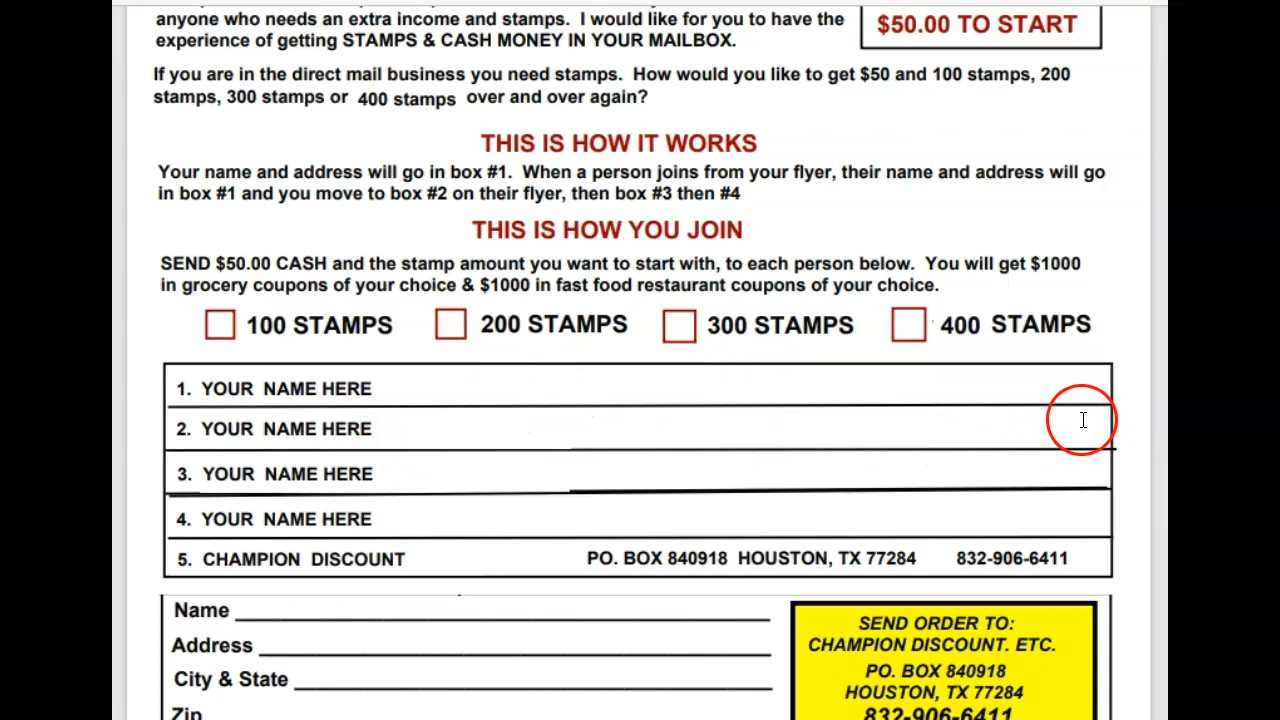 anyone who needs an extra income and stamps. I would like for you to have the
experience of getting STAMPS & CASH MONEY IN YOUR MAILBOX.
$50.00 TO START
If you are in the direct mail business you need stamps. How would you like to get $50 and 100 stamps, 200
stamps, 300 stamps or 400 stamps over and over again?
THIS IS HOW IT WORKS
Your name and address will go in box #1. When a person joins from your flyer, their name and address will go
in box #1 and you move to box #2 on their flyer, then box #3 then #4
THIS IS HOW YOU JOIN
SEND $50.00 CASH and the stamp amount you want to start with, to each person below. You will get $1000
in grocery coupons of your choice & $1000 in fast food restaurant coupons of your choice.
100 STAMPS 200 STAMPS 300 STAMPS 400 STAMPS
1. YOUR NAME HERE
2. YOUR NAME HERE
3. YOUR NAME HERE
4. YOUR NAME HERE
5. CHAMPION DISCOUNT PO. BOX 840918 HOUSTON, TX 77284 832-906-6411
Name
Address
City & State
Zip
SEND ORDER TO:
CHAMPION DISCOUNT. ETC.
PO. BOX 840918
HOUSTON, TX 77284
832-906-6411